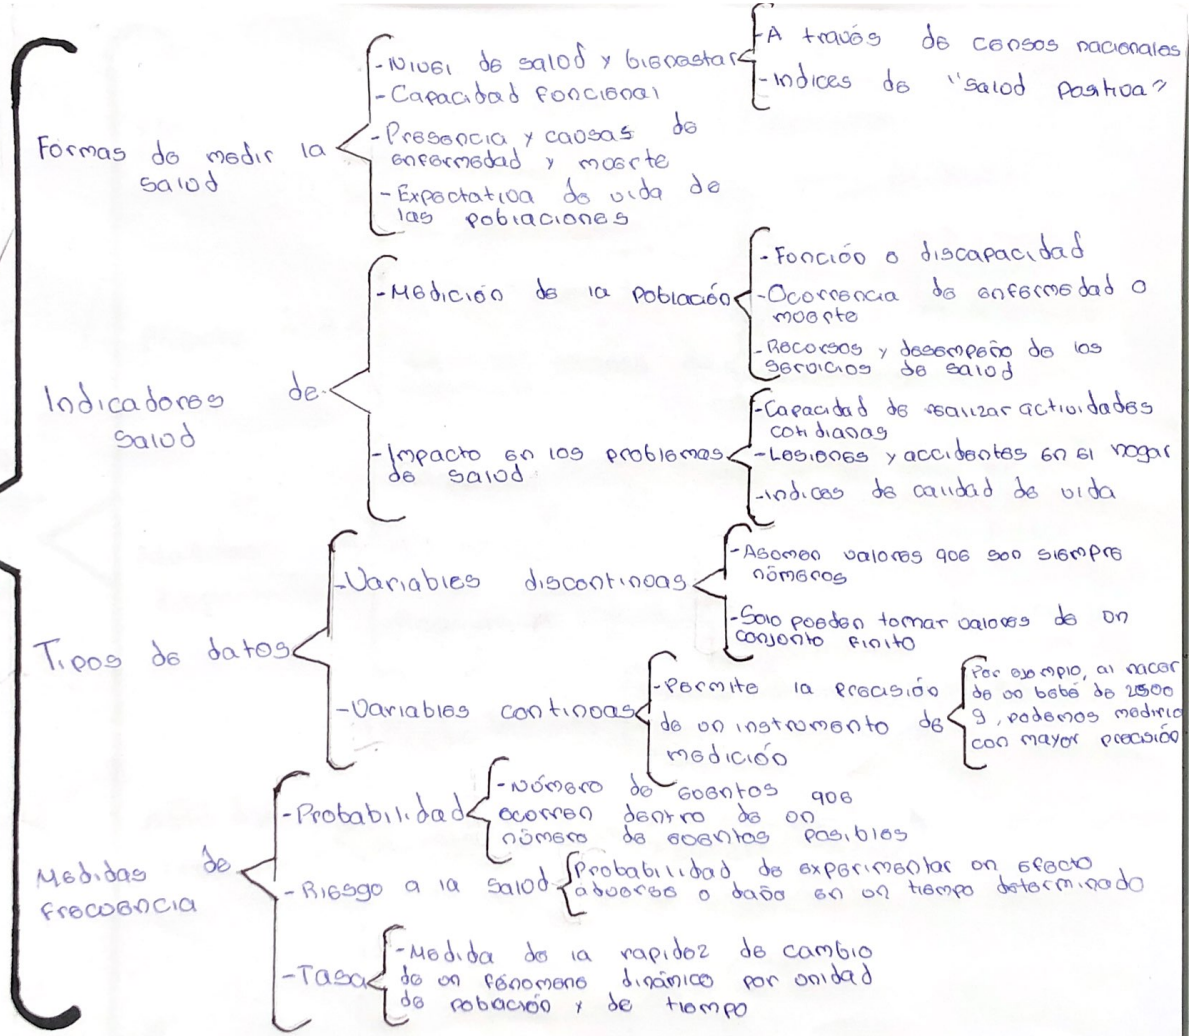 Formas de medir la
salud
-Nivel de salud y bienestar
-Capacidad funcional
-Presencia y causas de
enfermedad y muerte
-Expectativa de vida de
las poblaciones
-A través de censos nacionales
-Indices de "salud positiva"
Indicadores de
salud
-Medición de la población
-Función o discapacidad
-Ocurrencia de enfermedad o
muerte
-Recursos y desempeño de los
servicios de salud
-Impacto en los problemas
de salud
-Capacidad de realizar actividades
cotidianas
-Lesiones y accidentes en el hogar
-Indices de calidad de vida
Tipos de datos
-Variables discontinuas
-Asumen valores que son siempre
números
-Solo pueden tomar valores de un
conjunto finito
-Variables continuas
-Permite la precisión
de un instrumento de
medición
Por ejemplo, al nacer
de un bebé de 2500
g, podemos medirlo
con mayor precisión
Medidas de
frecuencia
-Probabilidad
-Número de eventos que
ocurren dentro de un
número de eventos posibles
-Riesgo a la salud
Probabilidad de experimentar un efecto
adverso o daño en un tiempo determinado
-Tasa
-Medida de la rapidez de cambio
de un fénomeno dinámico por unidad
de población y de tiempo